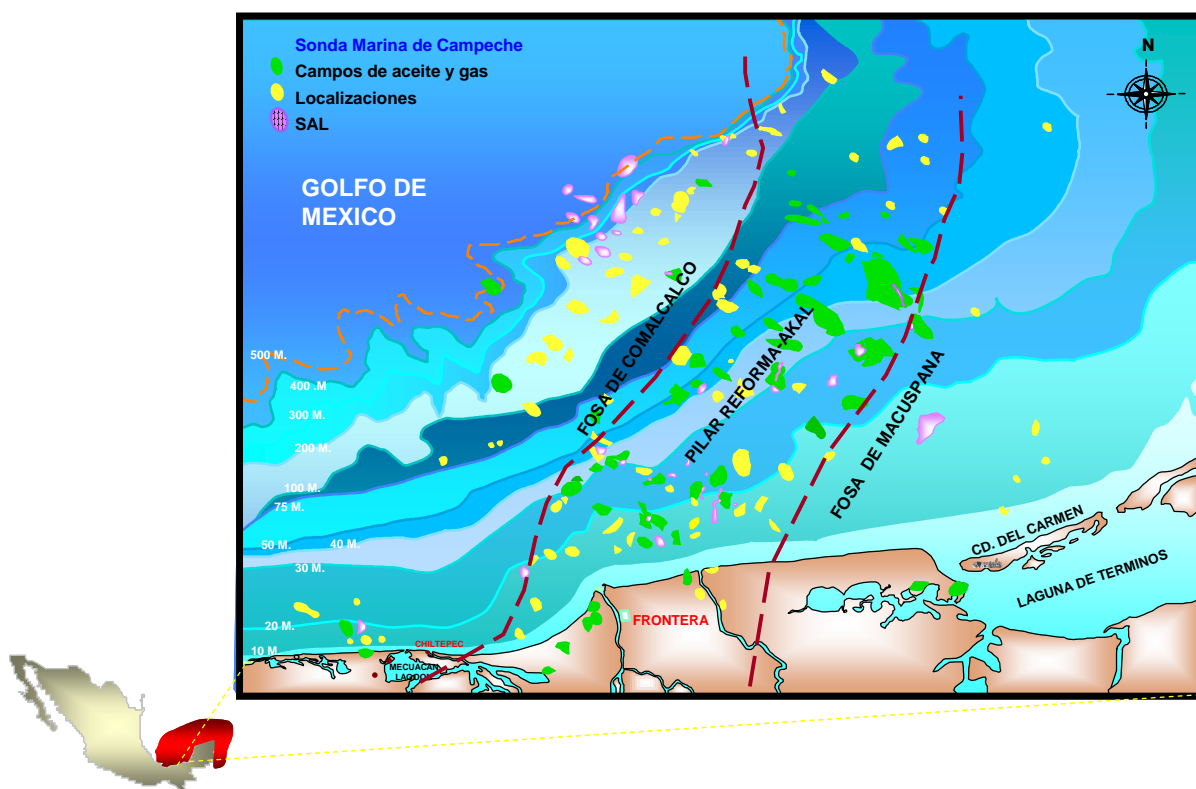 Sonda Marina de Campeche
Campos de aceite y gas
Localizaciones
SAL
N
GOLFO DE
MEXICO
FOSA DE COMALCALCO
PILAR REFORMA-AKAL
FOSA DE MACUSPANA
500 M.
400 .M
300 M.
200 M.
100 M.
75 M.
50 M.
40 M.
30 M.
20 M.
10 M.
CD. DEL CARMEN
LAGUNA DE TERMINOS
FRONTERA
CHILTEPEC
MECUACAN
LAGOON